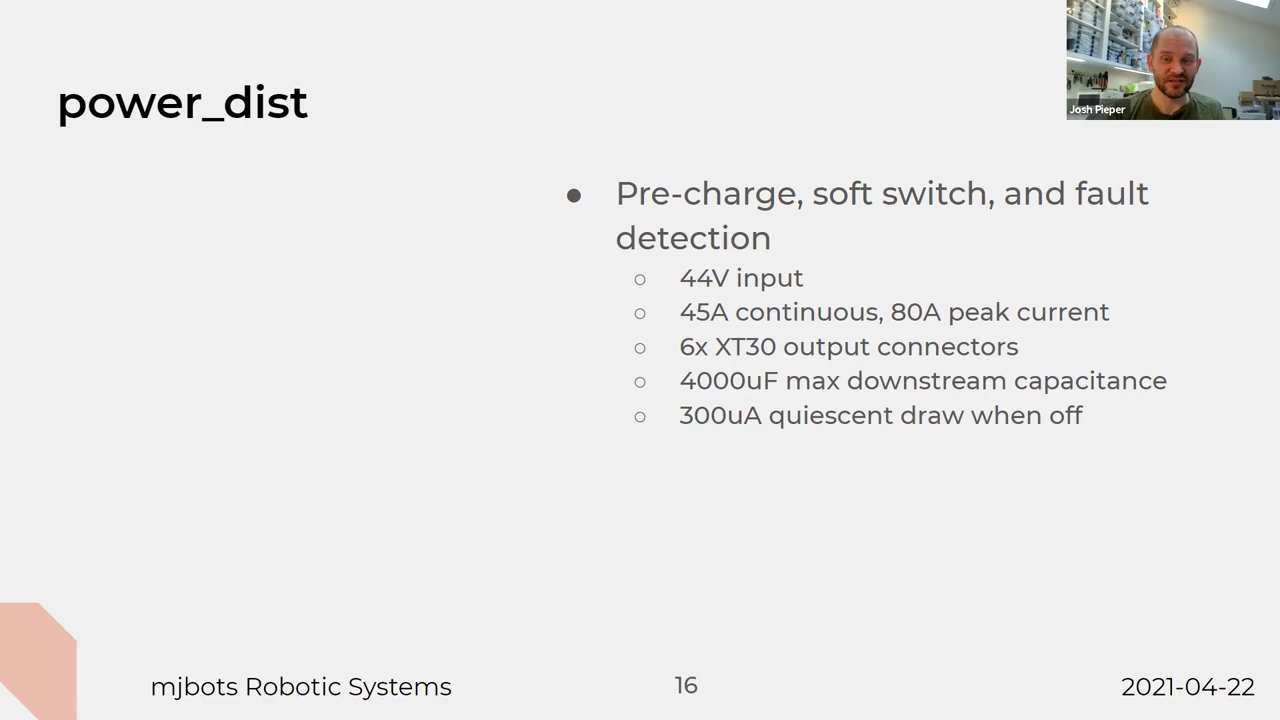 Josh Pieper
power_dist
● Pre-charge, soft switch, and fault
detection
○ 44V input
○ 45A continuous, 80A peak current
○ 6x XT30 output connectors
○ 4000uF max downstream capacitance
○ 300uA quiescent draw when off
mjbots Robotic Systems
16
2021-04-22